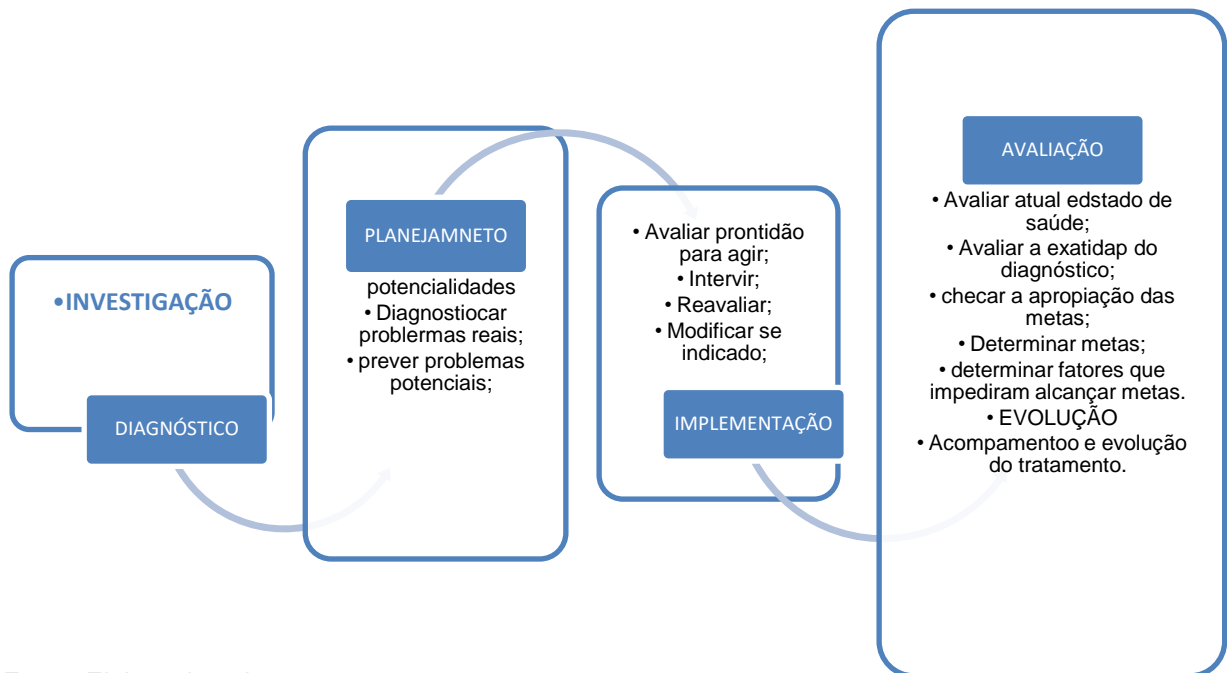 •INVESTIGAÇÃO
DIAGNÓSTICO
PLANEJAMNETO
potencialidades
• Diagnostiocar
problermas reais;
• prever problemas
potenciais;
• Avaliar prontidão
para agir;
• Intervir;
• Reavaliar;
• Modificar se
indicado;
IMPLEMENTAÇÃO
AVALIAÇÃO
• Avaliar atual edstado de
saúde;
• Avaliar a exatidap do
diagnóstico;
• checar a apropiação das
metas;
• Determinar metas;
• determinar fatores que
impediram alcançar metas.
• EVOLUÇÃO
• Acompamentoo e evolução
do tratamento.